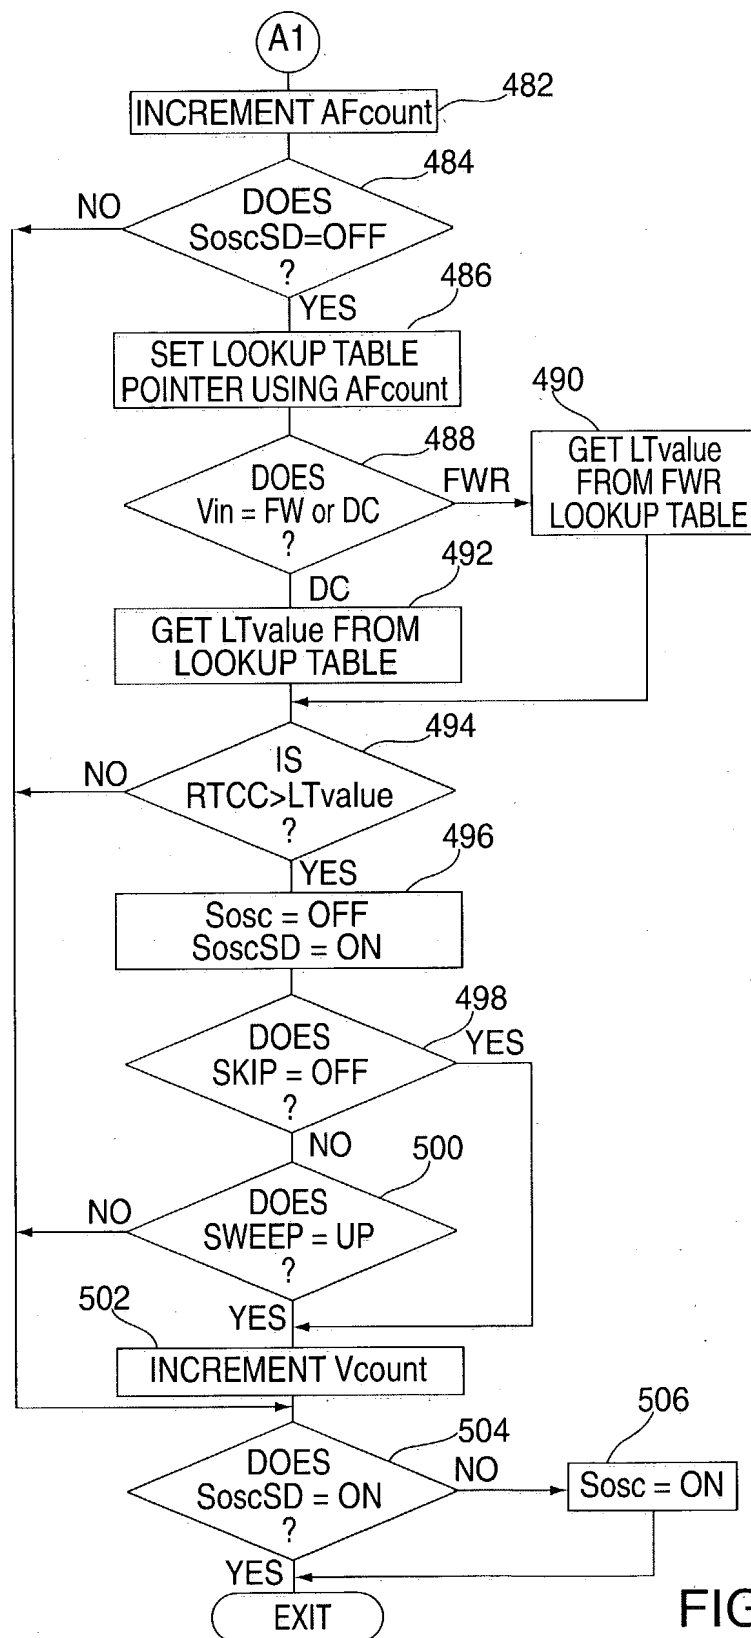 A1
482
INCREMENT AFcount
484
NO
DOES
SoscSD=OFF
?
486
YES
SET LOOKUP TABLE
POINTER USING AFcount
490
488
DOES
Vin = FW or DC
?
FWR
GET LTvalue
FROM FWR
LOOKUP TABLE
492
DC
GET LTvalue FROM
LOOKUP TABLE
494
NO
IS
RTCC>LTvalue
?
496
YES
Sosc = OFF
SoscSD = ON
498
DOES
SKIP = OFF
?
YES
NO
500
NO
DOES
SWEEP = UP
?
502
YES
INCREMENT Vcount
504
506
DOES
SoscSD = ON
?
NO
Sosc = ON
YES
EXIT
FIG